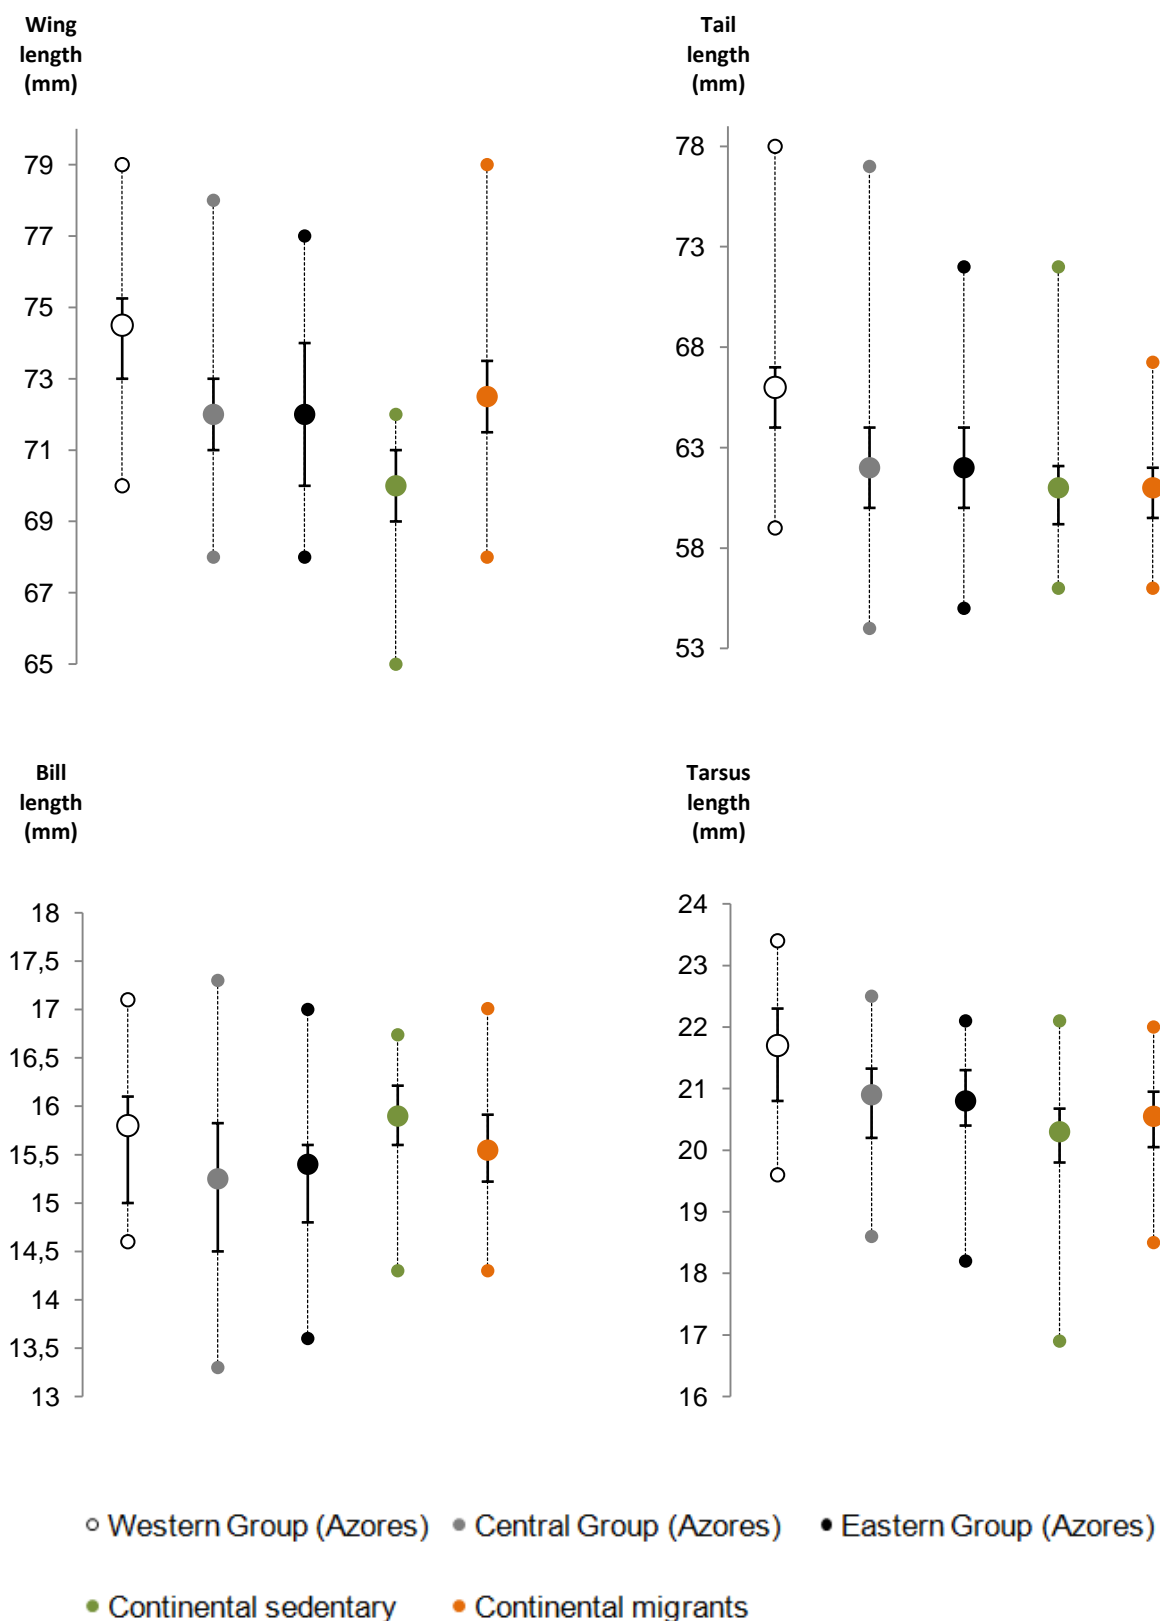 Wing
length
(mm)
79
77
75
73
71
69
67
65
Tail
length
(mm)
78
73
68
63
58
53
Bill
length
(mm)
18
17,5
17
16,5
16
15,5
15
14,5
14
13,5
13
Tarsus
length
(mm)
24
23
22
21
20
19
18
17
16
Western Group (Azores) Central Group (Azores) Eastern Group (Azores)
Continental sedentary Continental migrants